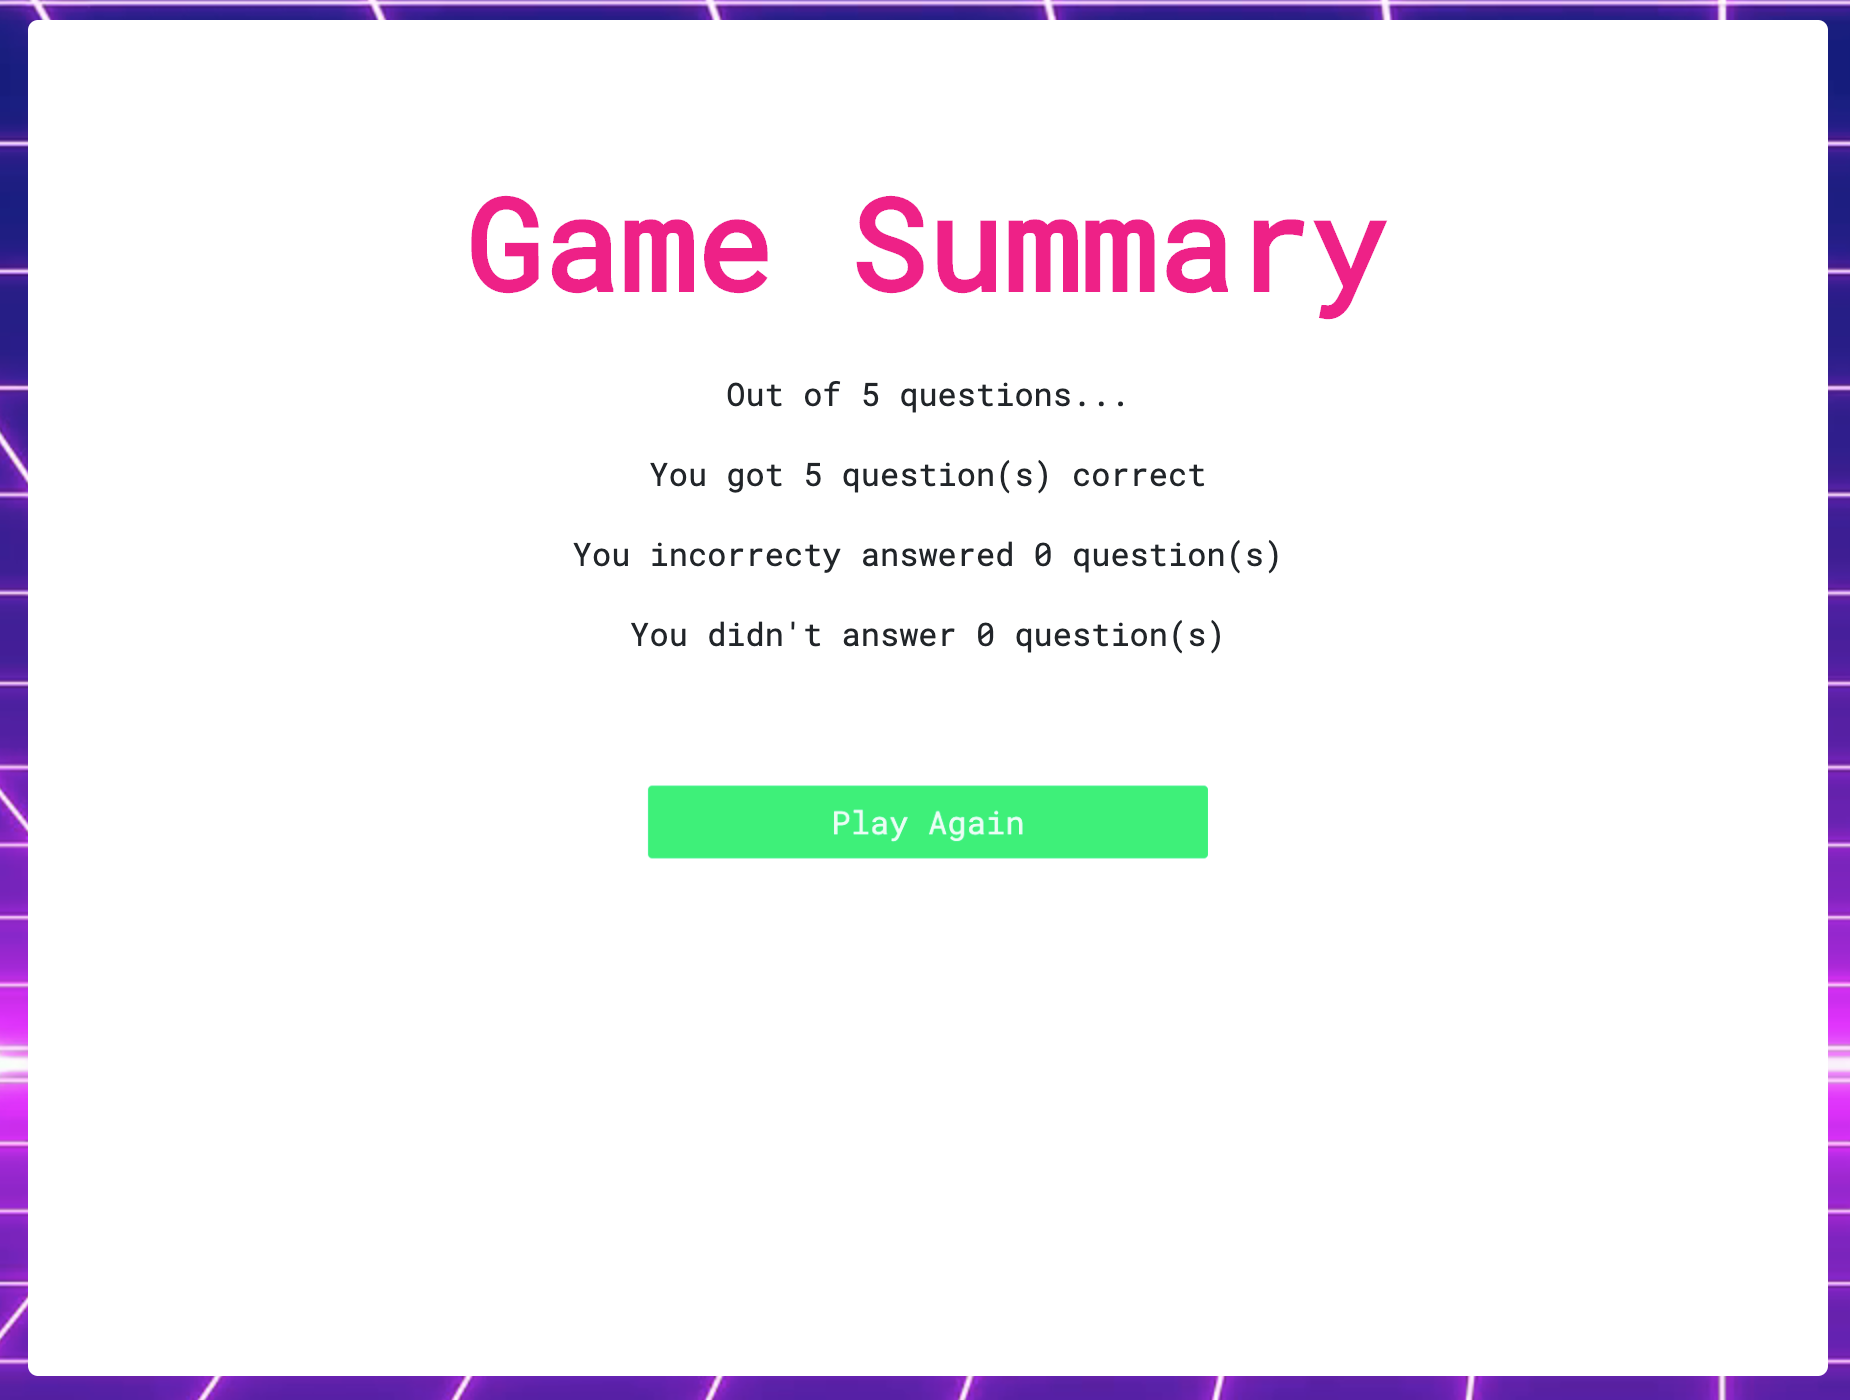 Game Summary
Out of 5 questions...
You got 5 question(s) correct
You incorrecty answered 0 question(s)
You didn't answer 0 question(s)
Play Again